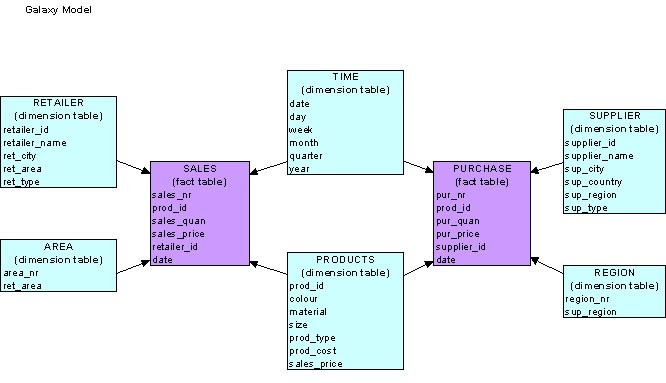 Galaxy Model
TIME
(dimension table)
date
day
week
month
quarter
year
RETAILER
(dimension table)
retailer_id
retailer_name
ret_city
ret_area
ret_type
SUPPLIER
(dimension table)
supplier_id
supplier_name
sup_city
sup_country
sup_region
sup_type
SALES
(fact table)
sales_nr
prod_id
sales_quan
sales_price
retailer_id
date
PURCHASE
(fact table)
pur_nr
prod_id
pur_quan
pur_price
supplier_id
date
AREA
(dimension table)
area_nr
ret_area
PRODUCTS
(dimension table)
prod_id
colour
material
size
prod_type
prod_cost
sales_price
REGION
(dimension table)
region_nr
sup_region